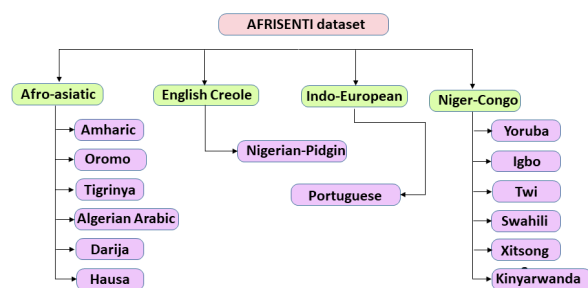 AFRISENTI dataset
Afro-asiatic
English Creole
Indo-European
Niger-Congo
Amharic
Oromo
Tigrinya
Algerian Arabic
Darija
Hausa
Nigerian-Pidgin
Portuguese
Yoruba
Igbo
Twi
Swahili
Xitsong
Kinyarwanda